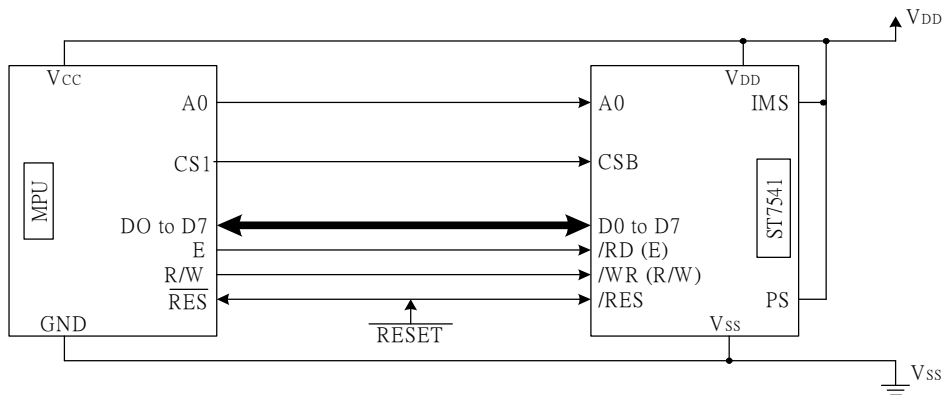 VDD
VCC
VDD
A0
A0
IMS
CS1
CSB
MPU
ST7541
DO to D7
D0 to D7
E
/RD (E)
R/W
/WR (R/W)
RES
/RES
PS
GND
RESET
VSS
VSS